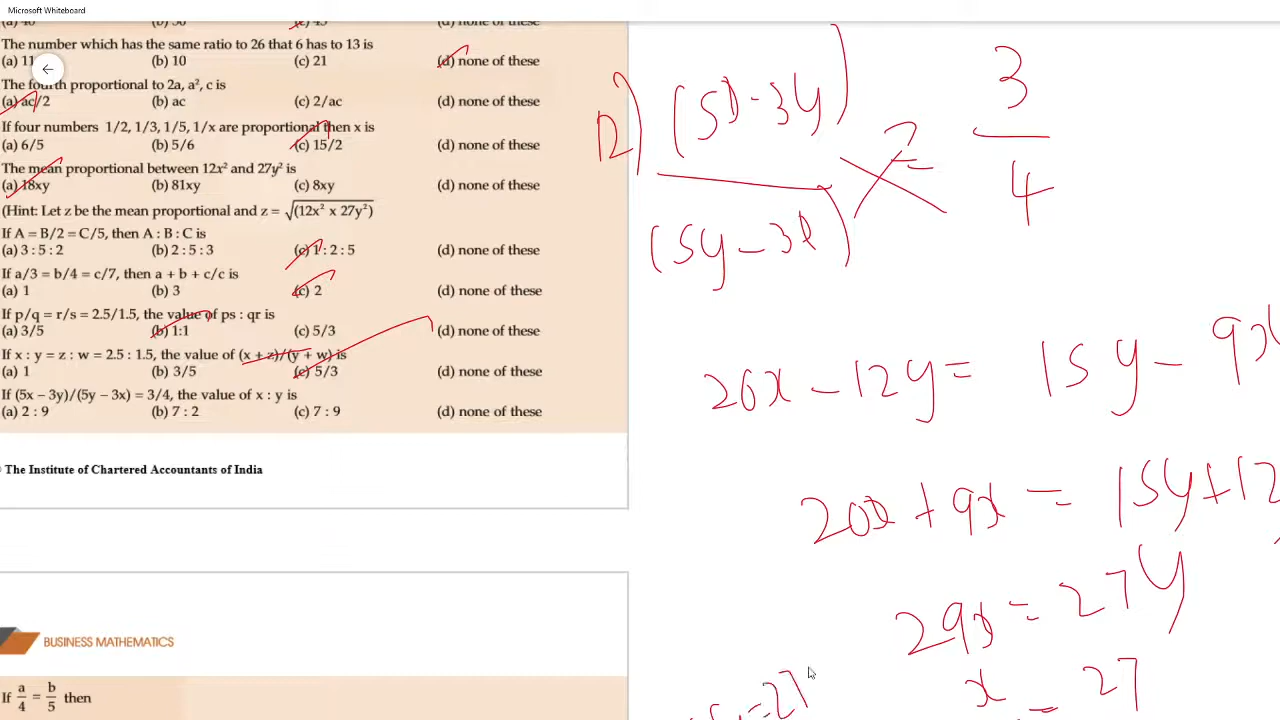 Microsoft Whiteboard
The number which has the same ratio to 26 that 6 has to 13 is
(a) 11 (b) 10 (c) 21 (d) none of these
The fourth proportional to 2a, a², c is
(a) ac/2 (b) ac (c) 2/ac (d) none of these
If four numbers 1/2, 1/3, 1/5, 1/x are proportional then x is
(a) 6/5 (b) 5/6 (c) 15/2 (d) none of these
The mean proportional between 12x² and 27y² is
(a) 18xy (b) 81xy (c) 8xy (d) none of these
(Hint: Let z be the mean proportional and z = √(12x² x 27y²)
If A = B/2 = C/5, then A : B : C is
(a) 3 : 5 : 2 (b) 2 : 5 : 3 (c) 1 : 2 : 5 (d) none of these
If a/3 = b/4 = c/7, then a + b + c/c is
(a) 1 (b) 3 (c) 2 (d) none of these
If p/q = r/s = 2.5/1.5, the value of ps : qr is
(a) 3/5 (b) 1:1 (c) 5/3 (d) none of these
If x : y = z : w = 2.5 : 1.5, the value of (x + z)/(y + w) is
(a) 1 (b) 3/5 (c) 5/3 (d) none of these
If (5x – 3y)/(5y – 3x) = 3/4, the value of x : y is
(a) 2 : 9 (b) 7 : 2 (c) 7 : 9 (d) none of these
The Institute of Chartered Accountants of India
BUSINESS MATHEMATICS
If a/4 = b/5 then
12) (5x - 3y) = 3
(5y - 3x) 4
20x - 12y = 15y - 9x
20x + 9x = 15y + 12
29x = 27y
x = 27